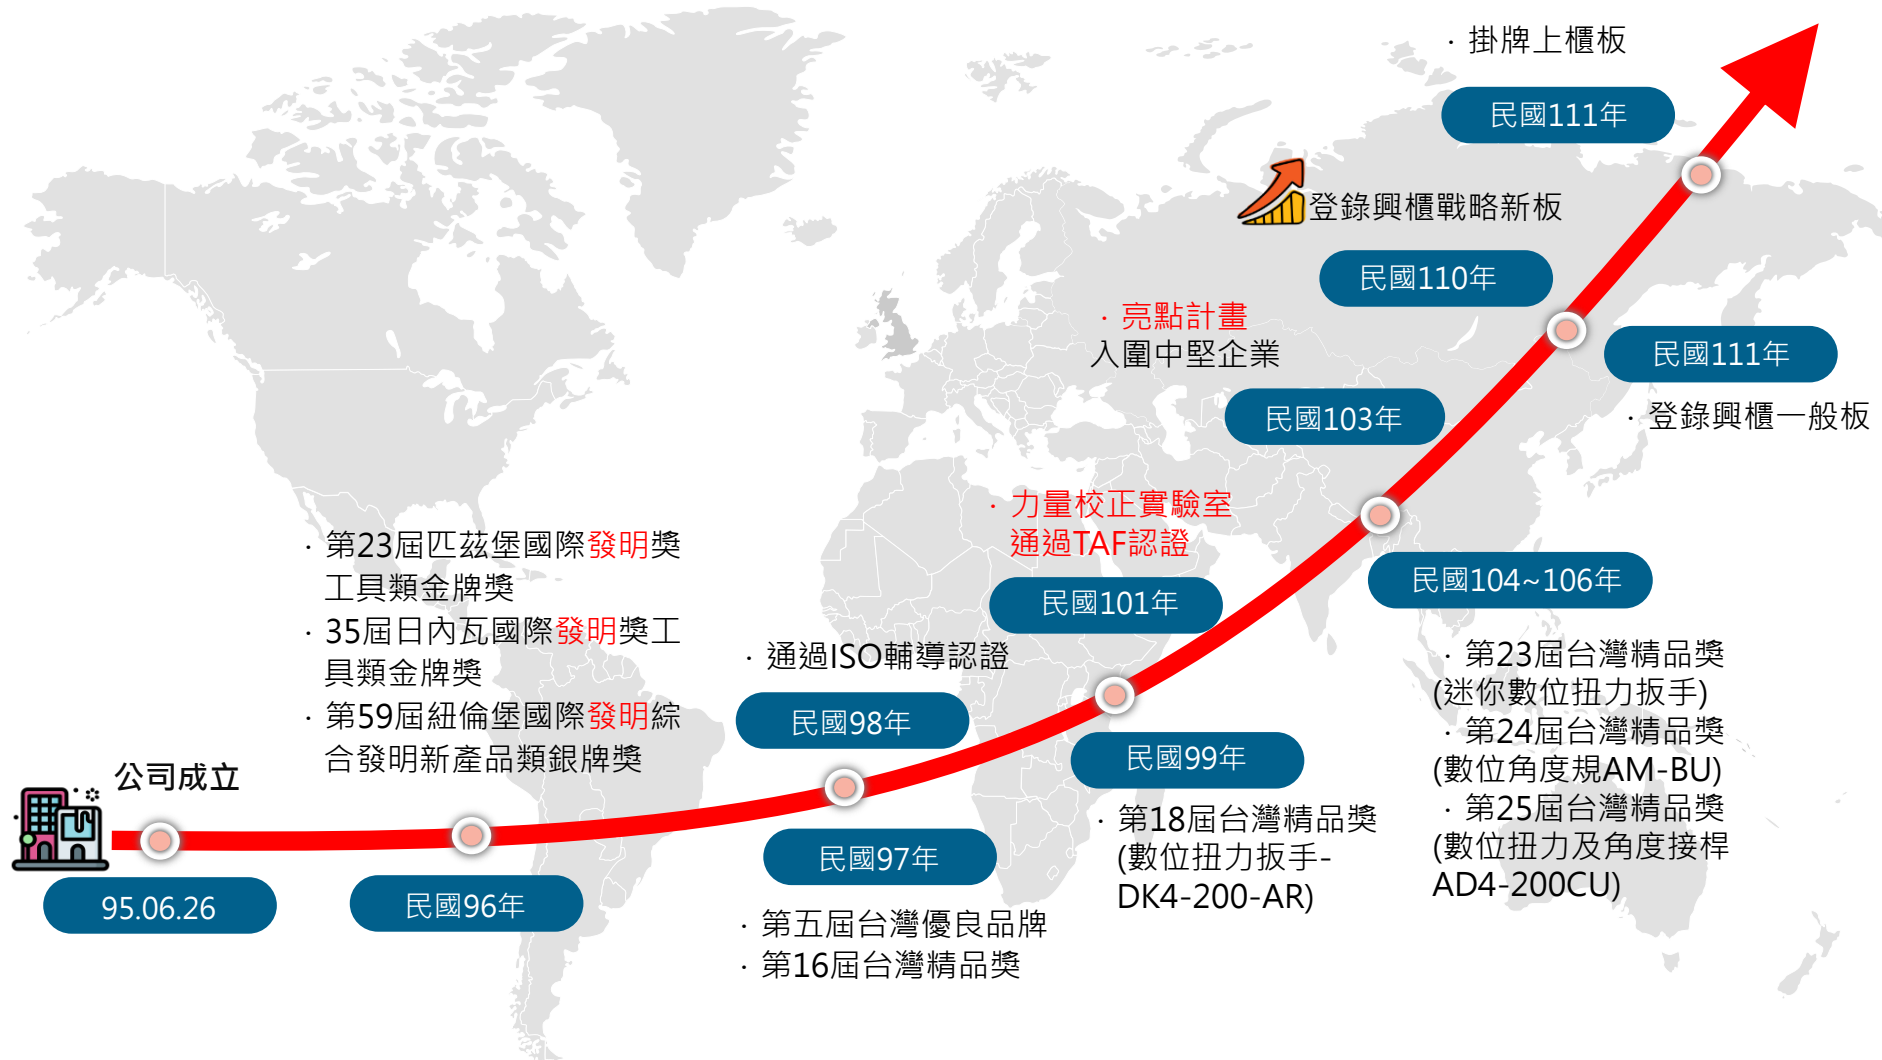 公司成立
95.06.26
· 第23屆匹茲堡國際發明獎
工具類金牌獎
· 35屆日內瓦國際發明獎工
具類金牌獎
· 第59屆紐倫堡國際發明綜
合發明新產品類銀牌獎
民國96年
民國97年
· 第五屆台灣優良品牌
· 第16屆台灣精品獎
· 通過ISO輔導認證
民國98年
民國99年
· 第18屆台灣精品獎
(數位扭力扳手-
DK4-200-AR)
· 力量校正實驗室
通過TAF認證
民國101年
· 亮點計畫
入圍中堅企業
民國103年
民國104~106年
· 第23屆台灣精品獎
(迷你數位扭力扳手)
· 第24屆台灣精品獎
(數位角度規AM-BU)
· 第25屆台灣精品獎
(數位扭力及角度接桿
AD4-200CU)
登錄興櫃戰略新板
民國110年
民國111年
· 登錄興櫃一般板
· 掛牌上櫃板
民國111年